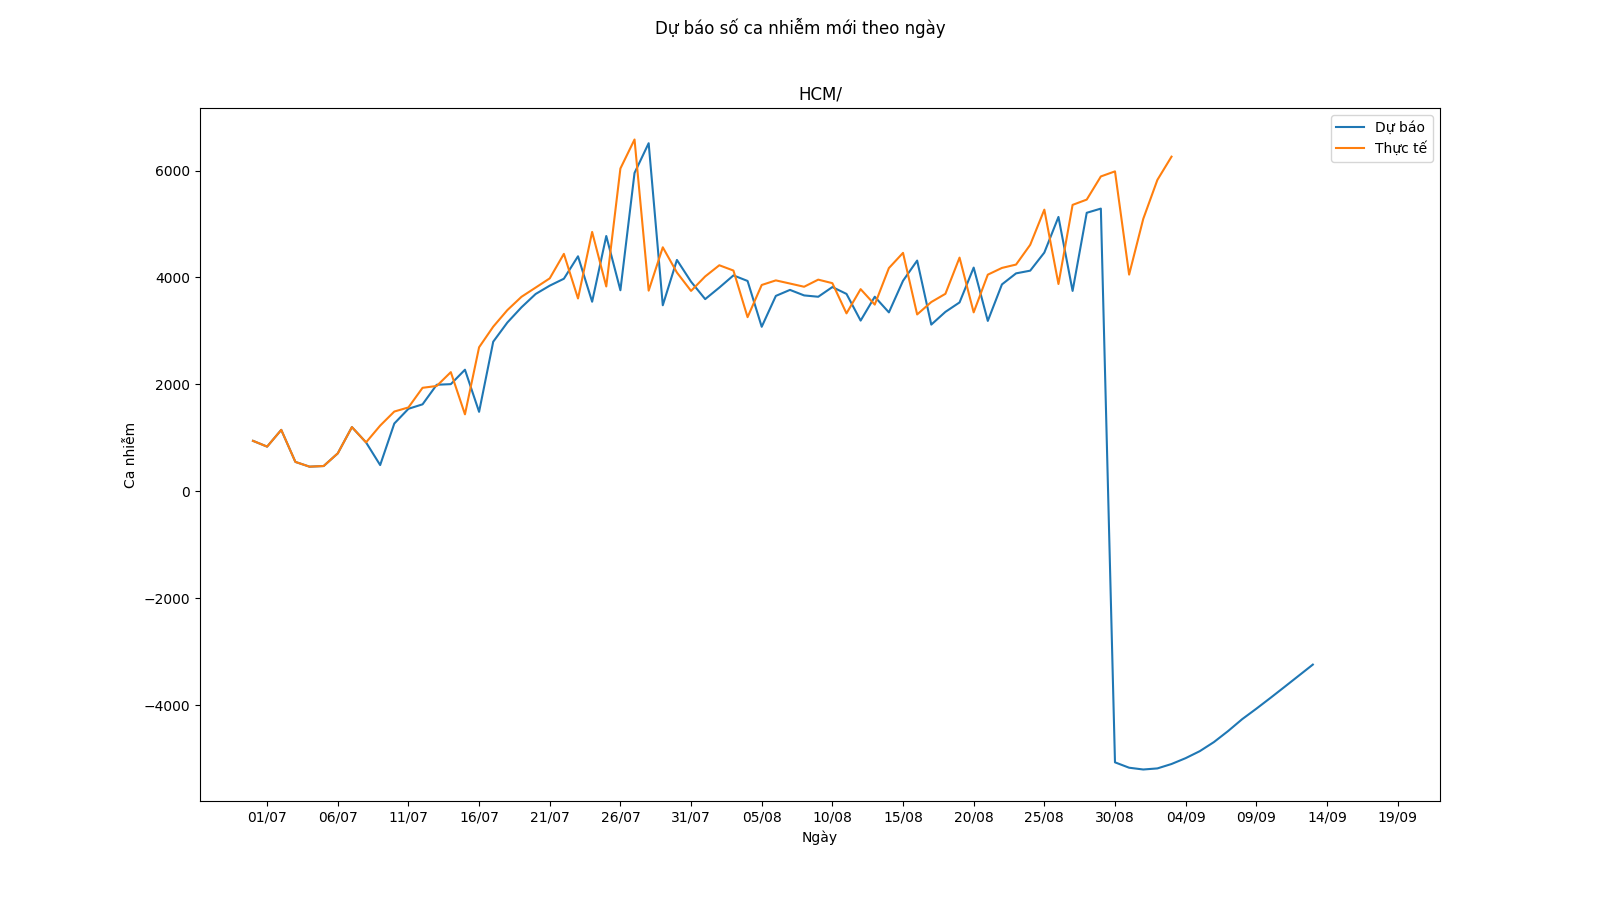 Dự báo số ca nhiễm mới theo ngày
HCM/
Dự báo
Thực tế
6000
4000
2000
0
−2000
−4000
Ca nhiễm
01/07 06/07 11/07 16/07 21/07 26/07 31/07 05/08 10/08 15/08 20/08 25/08 30/08 04/09 09/09 14/09 19/09
Ngày